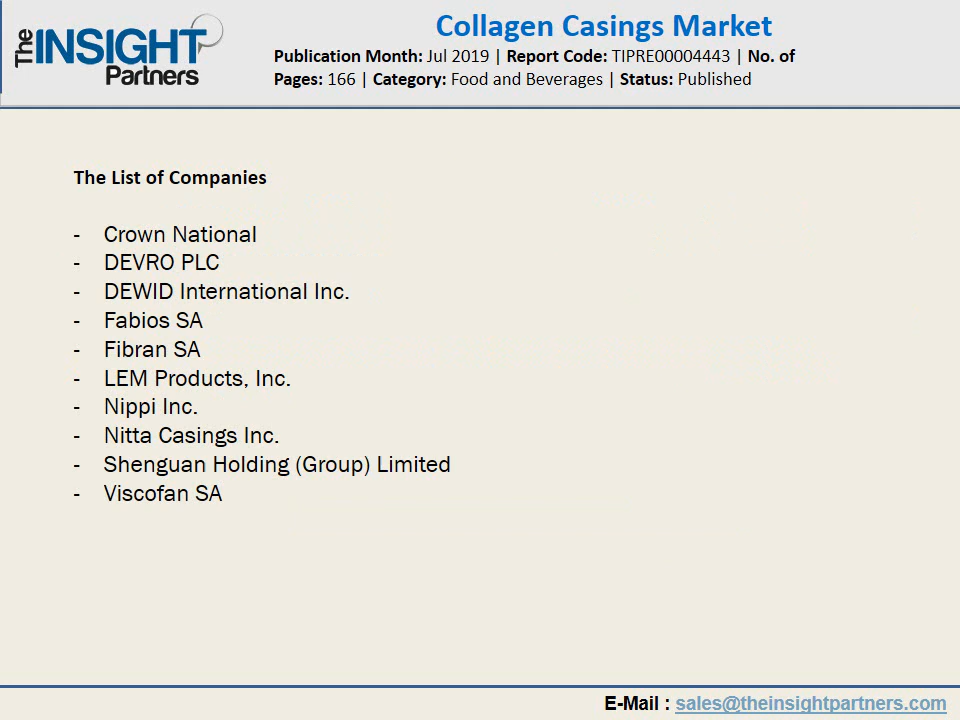 The INSIGHT Partners
Collagen Casings Market
Publication Month: Jul 2019 | Report Code: TIPRE00004443 | No. of
Pages: 166 | Category: Food and Beverages | Status: Published
The List of Companies
- Crown National
- DEVRO PLC
- DEWID International Inc.
- Fabios SA
- Fibran SA
- LEM Products, Inc.
- Nippi Inc.
- Nitta Casings Inc.
- Shenguan Holding (Group) Limited
- Viscofan SA
E-Mail : sales@theinsightpartners.com